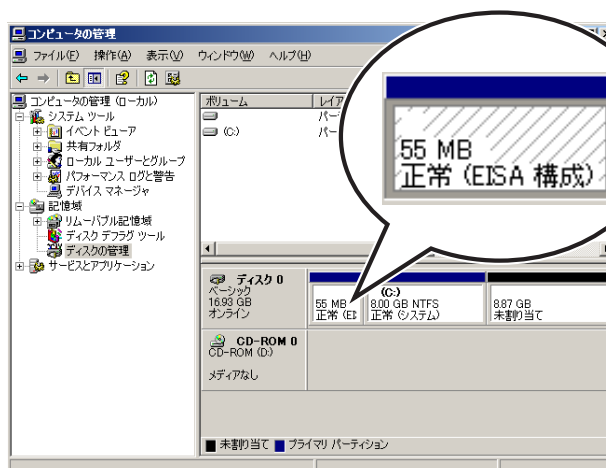 コンピュータの管理
ファイル(F) 操作(A) 表示(V) ウィンドウ(W) ヘルプ(H)
コンピュータの管理 (ローカル)
システム ツール
イベント ビューア
共有フォルダ
ローカル ユーザーとグループ
パフォーマンス ログと警告
デバイス マネージャ
記憶域
リムーバブル記憶域
ディスク デフラグ ツール
ディスクの管理
サービスとアプリケーション
ボリューム レイア
パー
(C:) パー
55 MB
正常 (EISA 構成)
ディスク 0
ベーシック
16.93 GB
オンライン
55 MB
正常 (EI
(C:)
8.00 GB NTFS
正常 (システム)
8.87 GB
未割り当て
CD-ROM 0
CD-ROM (D:)
メディアなし
未割り当て プライマリ パーティション